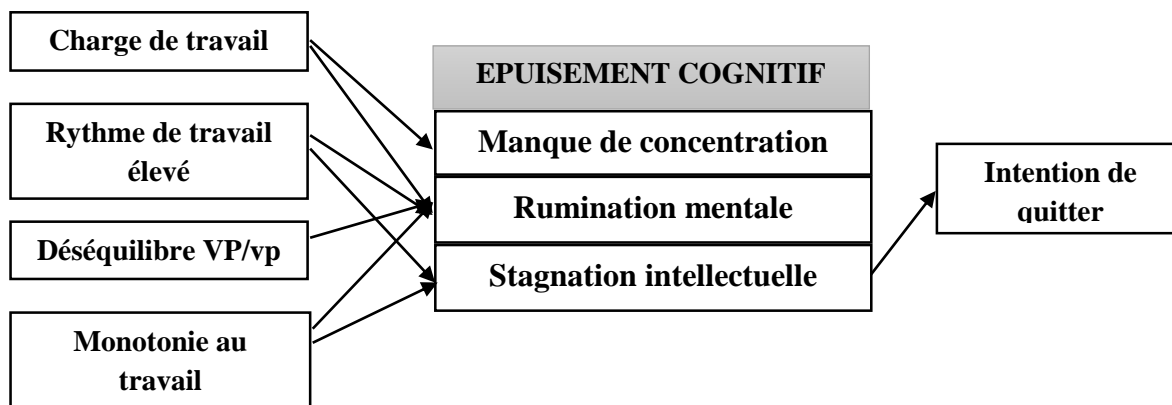 Charge de travail
Rythme de travail
élevé
Déséquilibre VP/vp
Monotonie au
travail
EPUISEMENT COGNITIF
Manque de concentration
Rumination mentale
Stagnation intellectuelle
Intention de
quitter